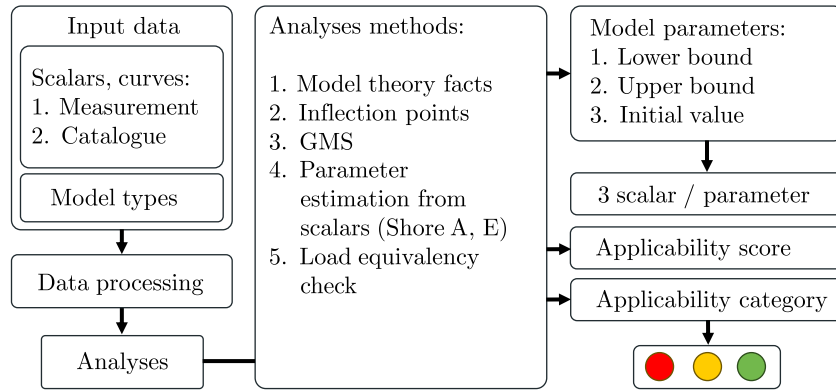 Input data
Scalars, curves:
1. Measurement
2. Catalogue
Model types
Data processing
Analyses
Analyses methods:
1. Model theory facts
2. Inflection points
3. GMS
4. Parameter
estimation from
scalars (Shore A, E)
5. Load equivalency
check
Model parameters:
1. Lower bound
2. Upper bound
3. Initial value
3 scalar / parameter
Applicability score
Applicability category